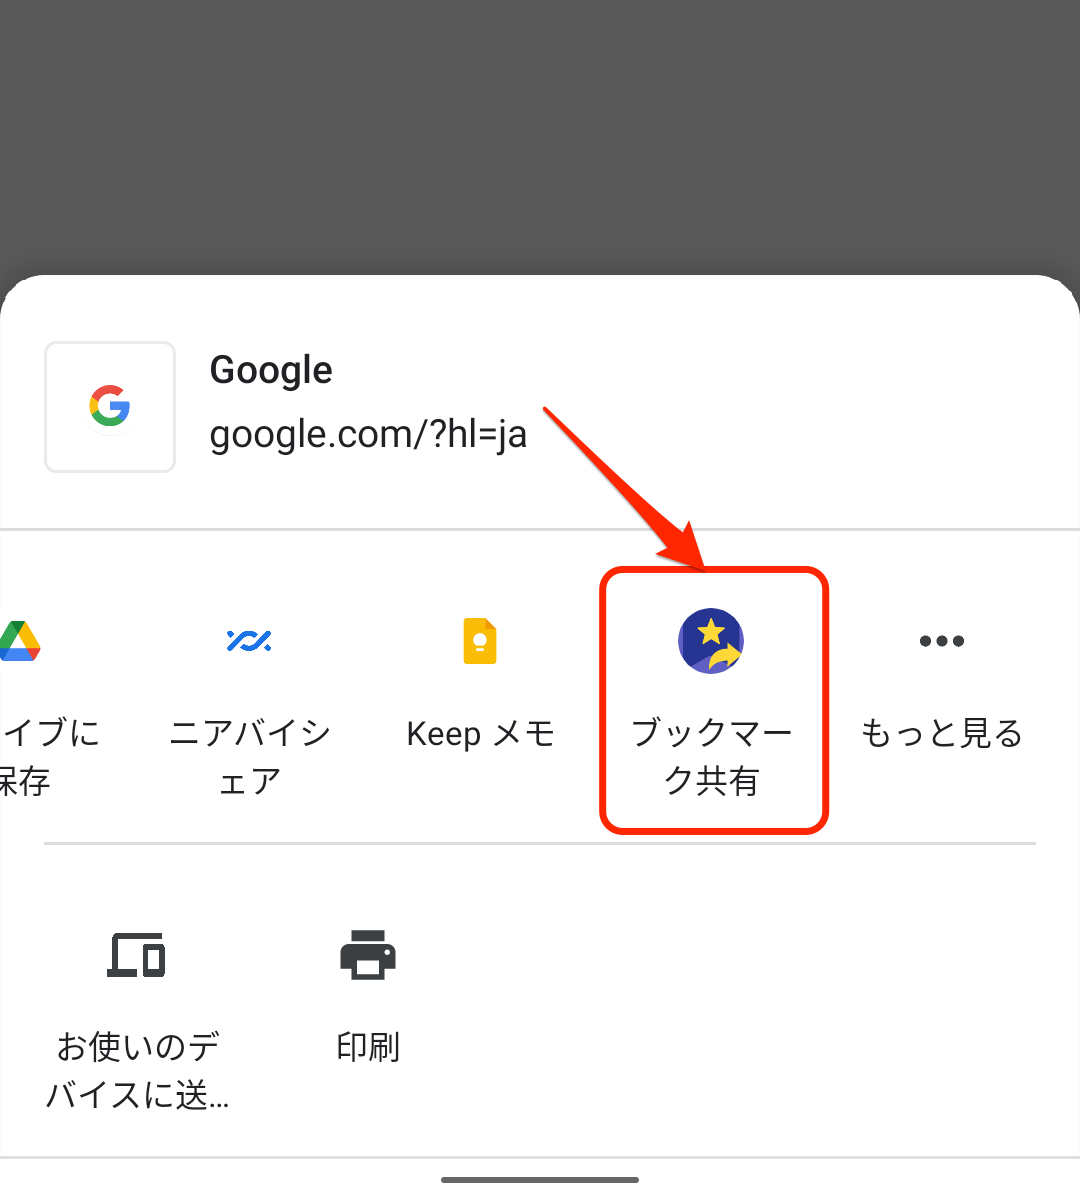 Google
google.com/?hl=ja
イブに
保存
ニアバイシ
ェア
Keep メモ
ブックマー
ク共有
もっと見る
お使いのデ
バイスに送...
印刷